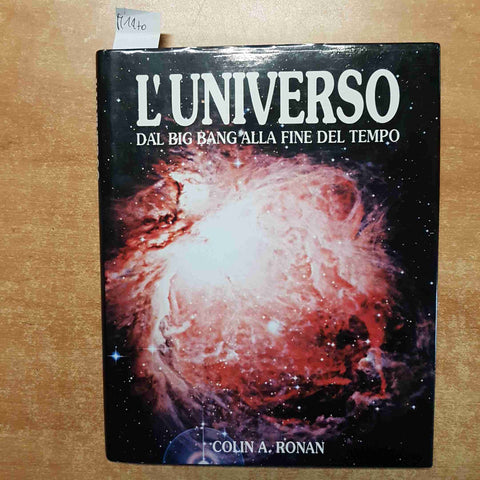 L'UNIVERSO
DAL BIG BANG ALLA FINE DEL TEMPO
COLIN A. RONAN